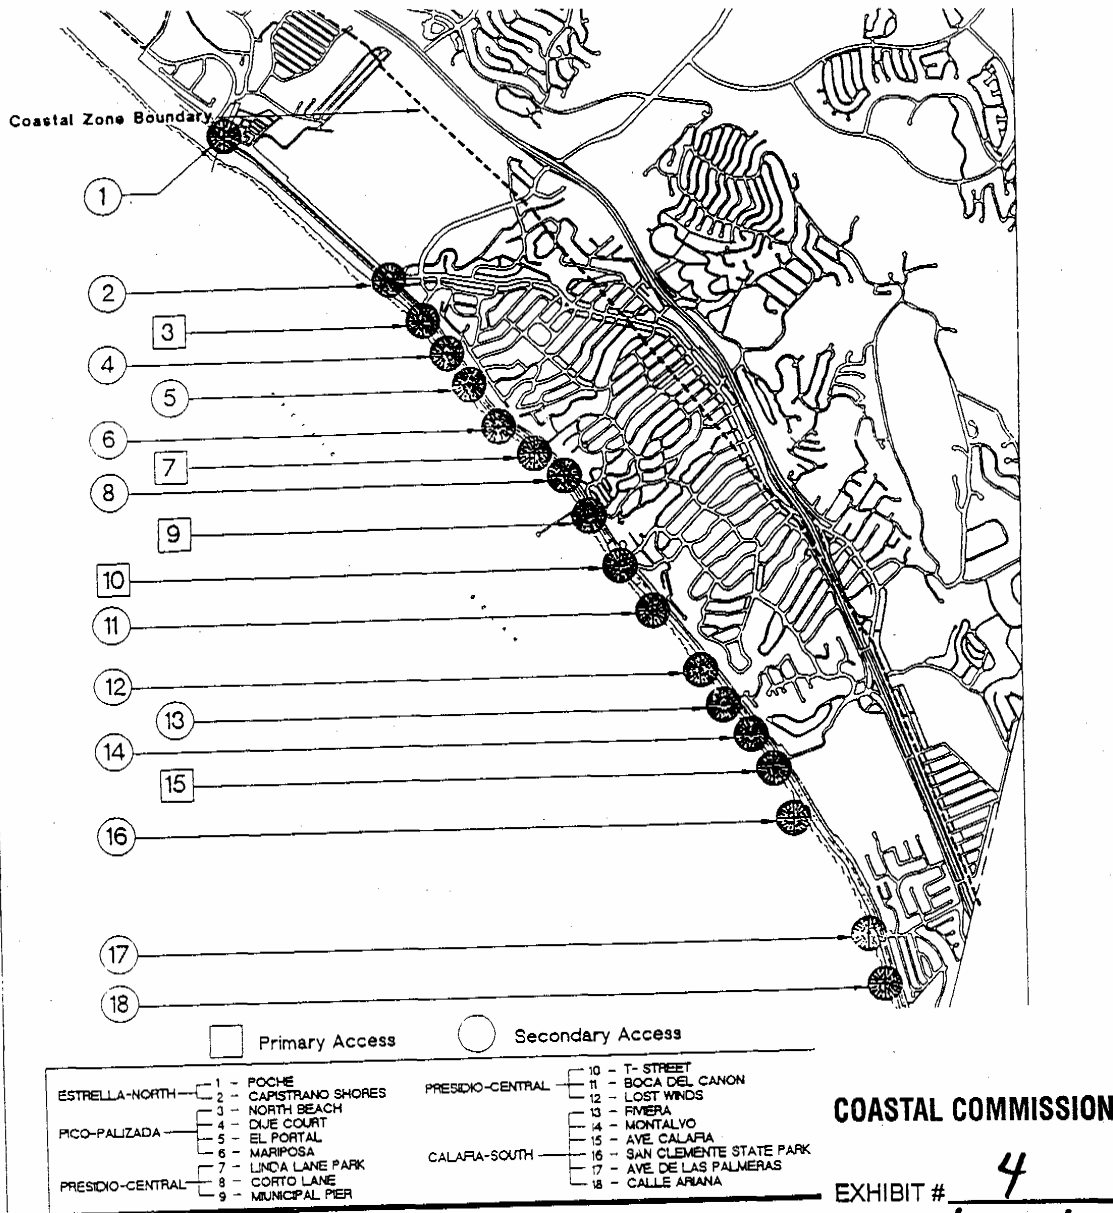 Coastal Zone Boundary
1
2
3
4
5
6
7
8
9
10
11
12
13
14
15
16
17
18
Primary Access
Secondary Access
ESTRELLA-NORTH
1 - POCHE
2 - CAPISTRANO SHORES
PICO-PALIZADA
3 - NORTH BEACH
4 - DIJE COURT
5 - EL PORTAL
6 - MARIPOSA
PRESIDIO-CENTRAL
7 - LINDA LANE PARK
8 - CORTO LANE
9 - MUNICIPAL PIER
PRESIDIO-CENTRAL
10 - T- STREET
11 - BOCA DEL CANON
12 - LOST WINDS
CALAFIA-SOUTH
13 - RIVIERA
14 - MONTALVO
15 - AVE. CALAFIA
16 - SAN CLEMENTE STATE PARK
17 - AVE. DE LAS PALMERAS
18 - CALLE ARIANA
COASTAL COMMISSION
EXHIBIT # 4